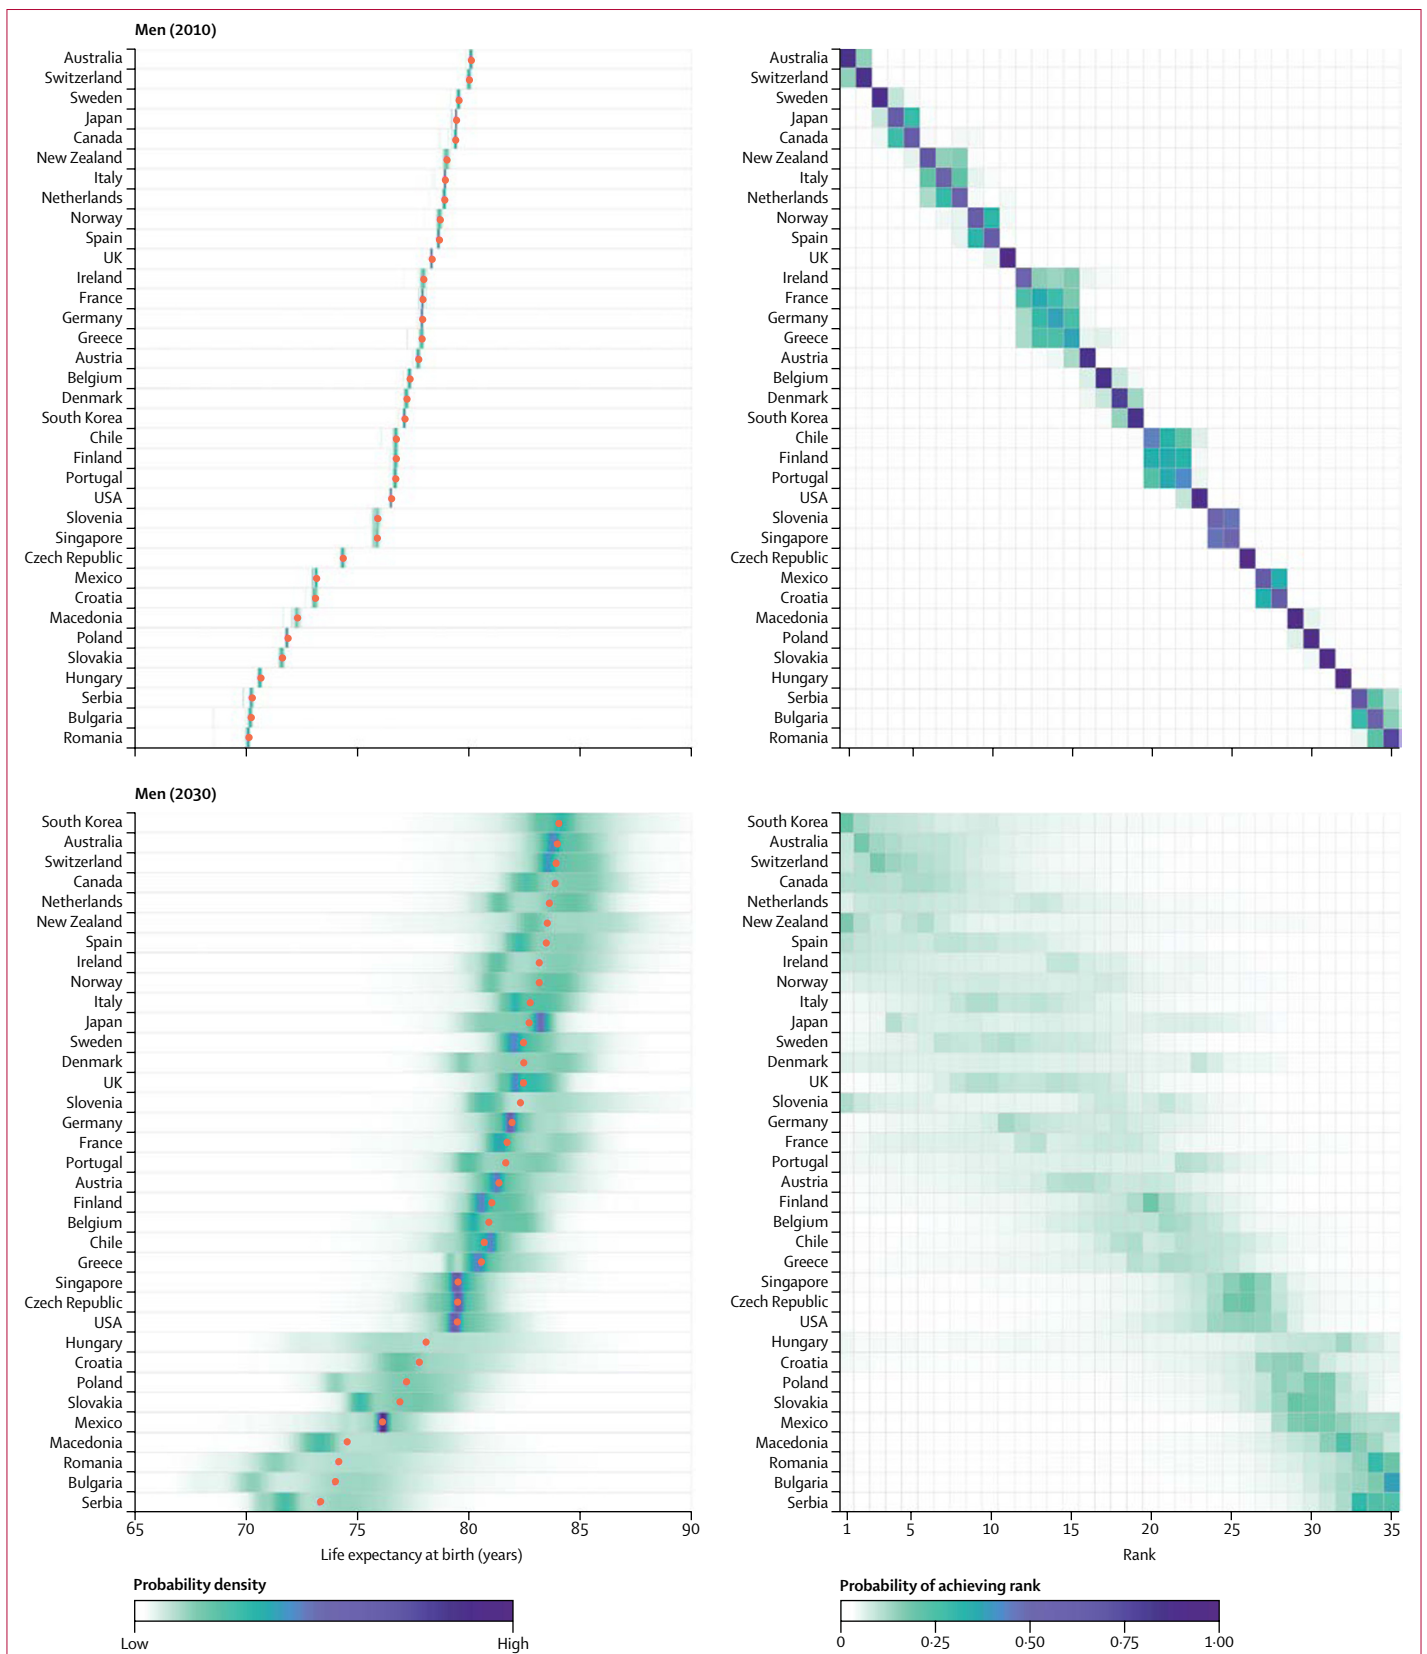 Men (2010)
Australia
Switzerland
Sweden
Japan
Canada
New Zealand
Italy
Netherlands
Norway
Spain
UK
Ireland
France
Germany
Greece
Austria
Belgium
Denmark
South Korea
Chile
Finland
Portugal
USA
Slovenia
Singapore
Czech Republic
Mexico
Croatia
Macedonia
Poland
Slovakia
Hungary
Serbia
Bulgaria
Romania
Australia
Switzerland
Sweden
Japan
Canada
New Zealand
Italy
Netherlands
Norway
Spain
UK
Ireland
France
Germany
Greece
Austria
Belgium
Denmark
South Korea
Chile
Finland
Portugal
USA
Slovenia
Singapore
Czech Republic
Mexico
Croatia
Macedonia
Poland
Slovakia
Hungary
Serbia
Bulgaria
Romania
Men (2030)
South Korea
Australia
Switzerland
Canada
Netherlands
New Zealand
Spain
Ireland
Norway
Italy
Japan
Sweden
Denmark
UK
Slovenia
Germany
France
Portugal
Austria
Finland
Belgium
Chile
Greece
Singapore
Czech Republic
USA
Hungary
Croatia
Poland
Slovakia
Mexico
Macedonia
Romania
Bulgaria
Serbia
65 70 75 80 85 90
Life expectancy at birth (years)
South Korea
Australia
Switzerland
Canada
Netherlands
New Zealand
Spain
Ireland
Norway
Italy
Japan
Sweden
Denmark
UK
Slovenia
Germany
France
Portugal
Austria
Finland
Belgium
Chile
Greece
Singapore
Czech Republic
USA
Hungary
Croatia
Poland
Slovakia
Mexico
Macedonia
Romania
Bulgaria
Serbia
1 5 10 15 20 25 30 35
Rank
Probability density
Low High
Probability of achieving rank
0 0·25 0·50 0·75 1·00